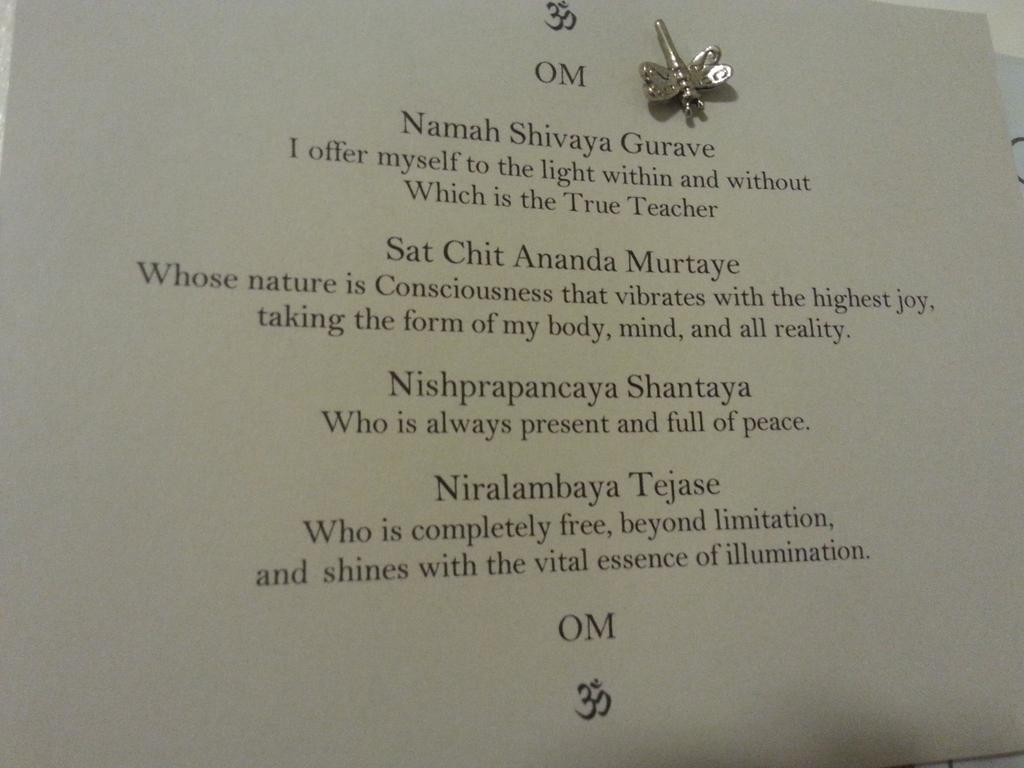 ॐ
OM
Namah Shivaya Gurave
I offer myself to the light within and without
Which is the True Teacher
Sat Chit Ananda Murtaye
Whose nature is Consciousness that vibrates with the highest joy,
taking the form of my body, mind, and all reality.
Nishprapancaya Shantaya
Who is always present and full of peace.
Niralambaya Tejase
Who is completely free, beyond limitation,
and shines with the vital essence of illumination.
OM
ॐ